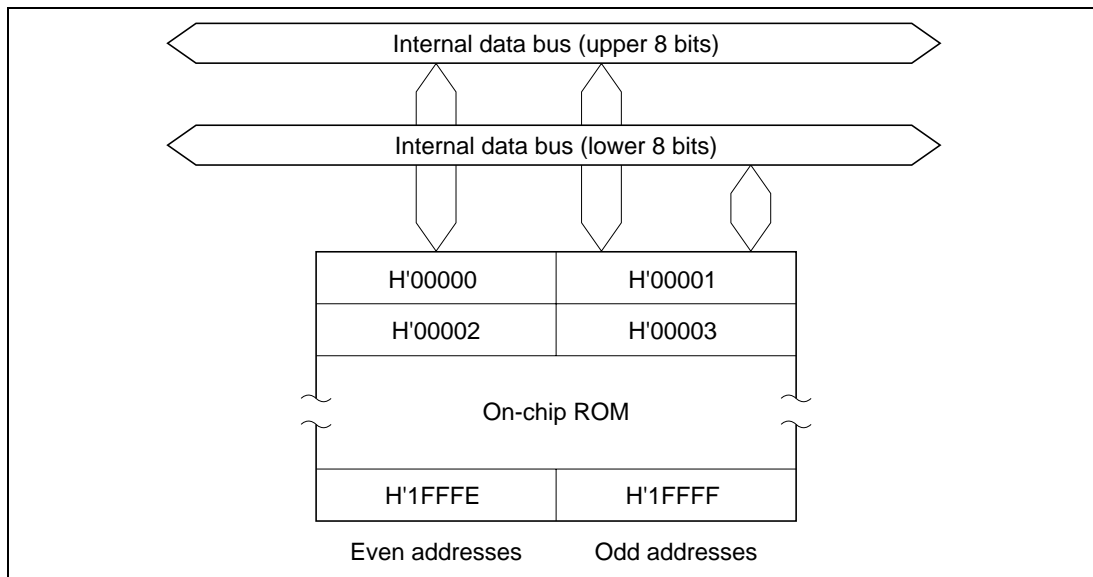 Internal data bus (upper 8 bits)
Internal data bus (lower 8 bits)
H'00000 H'00001
H'00002 H'00003
On-chip ROM
H'1FFFE H'1FFFF
Even addresses Odd addresses